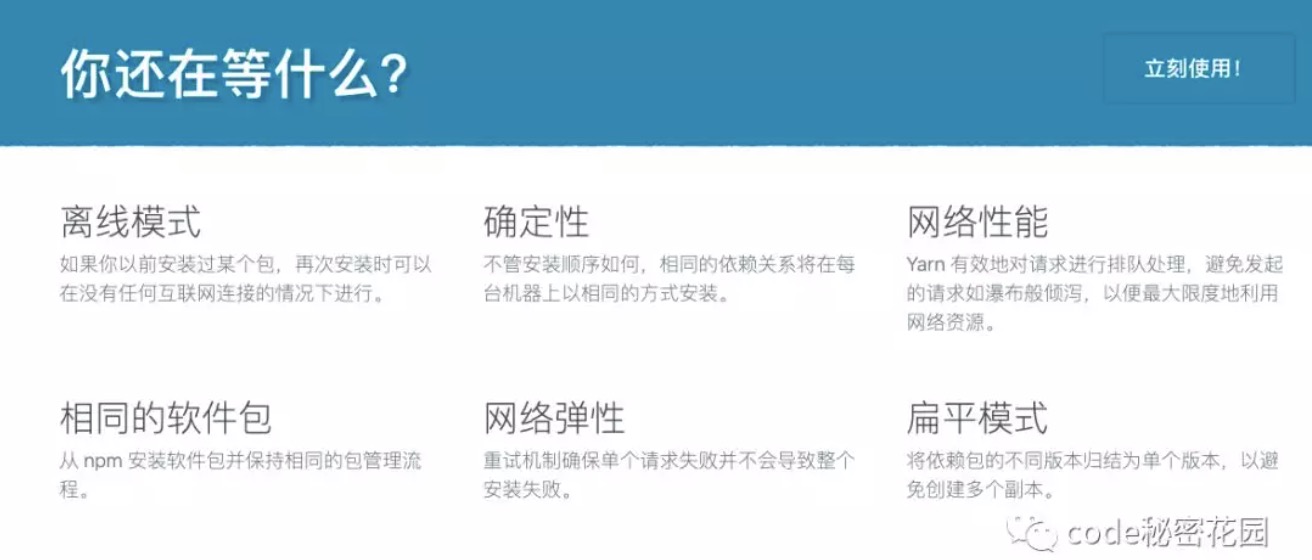 你还在等什么？
立刻使用！
离线模式
如果你以前安装过某个包，再次安装时可以
在没有任何互联网连接的情况下进行。
确定性
不管安装顺序如何，相同的依赖关系将在每
台机器上以相同的方式安装。
网络性能
Yarn 有效地对请求进行排队处理，避免发起
的请求如瀑布般倾泻，以便最大限度地利用
网络资源。
相同的软件包
从 npm 安装软件包并保持相同的包管理流
程。
网络弹性
重试机制确保单个请求失败并不会导致整个
安装失败。
扁平模式
将依赖包的不同版本归结为单个版本，以避
免创建多个副本。
code秘密花园